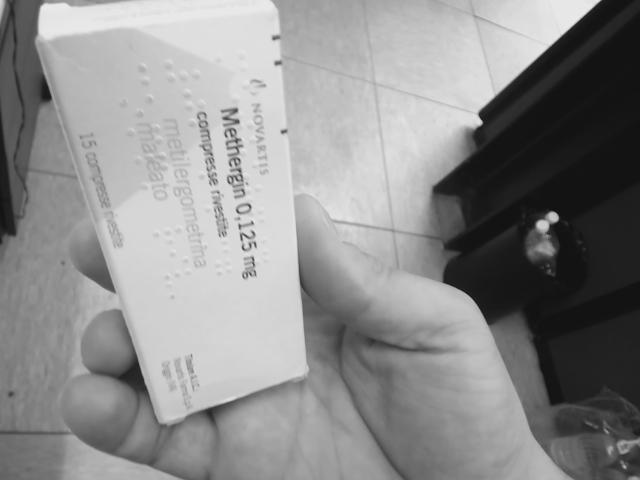 NOVARTIS
Methergin 0,125 mg
compresse rivestite
metilergometrina
maleato
15 compresse rivestite